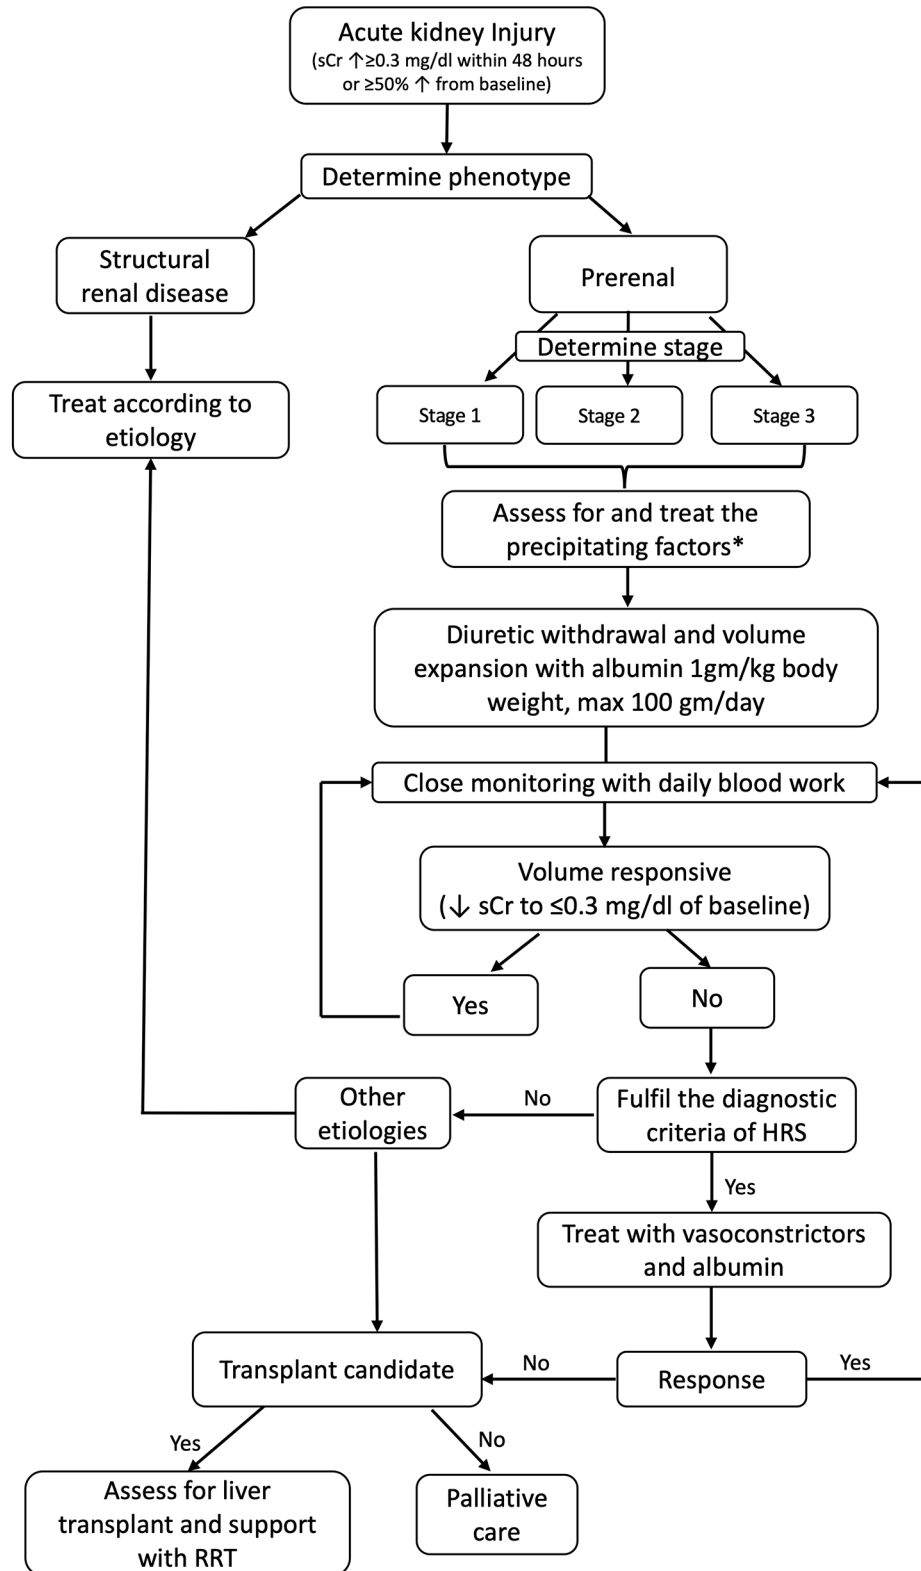 Acute kidney Injury
(sCr ↑≥0.3 mg/dl within 48 hours
or ≥50% ↑ from baseline)
Determine phenotype
Structural
renal disease
Prerenal
Determine stage
Treat according to
etiology
Stage 1
Stage 2
Stage 3
Assess for and treat the
precipitating factors*
Diuretic withdrawal and volume
expansion with albumin 1gm/kg body
weight, max 100 gm/day
Close monitoring with daily blood work
Volume responsive
(↓ sCr to ≤0.3 mg/dl of baseline)
Yes
No
Other
etiologies
No
Fulfil the diagnostic
criteria of HRS
Yes
Treat with vasoconstrictors
and albumin
Transplant candidate
No
Response
Yes
Yes
No
Assess for liver
transplant and support
with RRT
Palliative
care